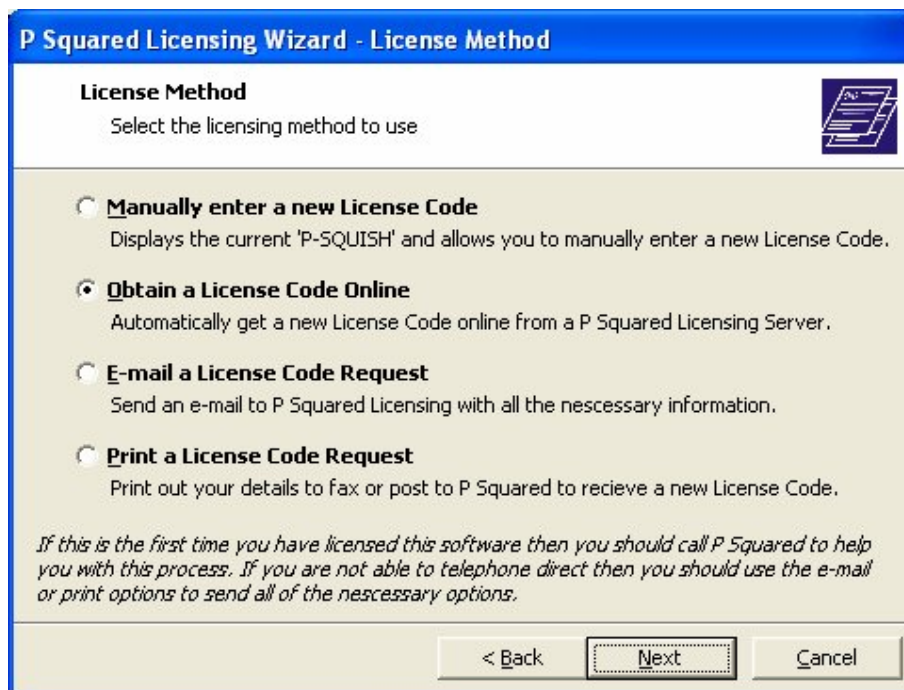 P Squared Licensing Wizard - License Method
License Method
Select the licensing method to use
Manually enter a new License Code
Displays the current 'P-SQUISH' and allows you to manually enter a new License Code.
Obtain a License Code Online
Automatically get a new License Code online from a P Squared Licensing Server.
E-mail a License Code Request
Send an e-mail to P Squared Licensing with all the nescessary information.
Print a License Code Request
Print out your details to fax or post to P Squared to recieve a new License Code.
If this is the first time you have licensed this software then you should call P Squared to help
you with this process. If you are not able to telephone direct then you should use the e-mail
or print options to send all of the nescessary options.
< Back Next Cancel